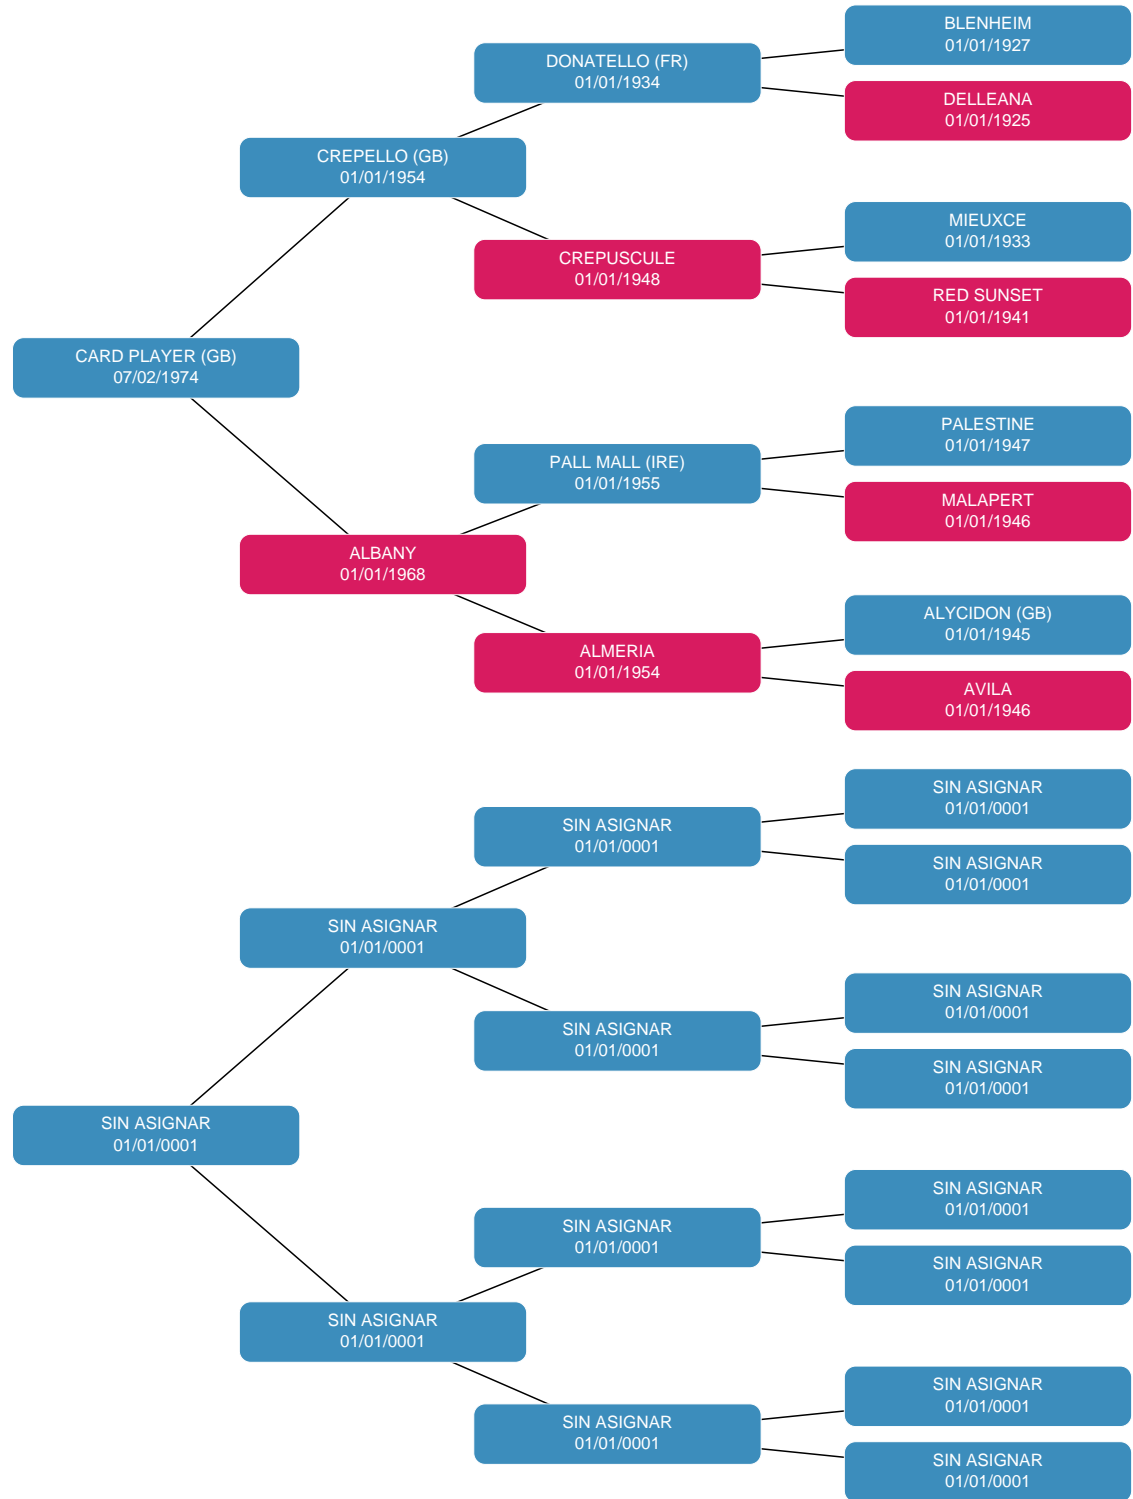 BLENHEIM
01/01/1927
DONATELLO (FR)
01/01/1934
DELLEANA
01/01/1925
CREPELLO (GB)
01/01/1954
MIEUXCE
01/01/1933
CREPUSCULE
01/01/1948
RED SUNSET
01/01/1941
CARD PLAYER (GB)
07/02/1974
PALESTINE
01/01/1947
PALL MALL (IRE)
01/01/1955
MALAPERT
01/01/1946
ALBANY
01/01/1968
ALYCIDON (GB)
01/01/1945
ALMERIA
01/01/1954
AVILA
01/01/1946
SIN ASIGNAR
01/01/0001
SIN ASIGNAR
01/01/0001
SIN ASIGNAR
01/01/0001
SIN ASIGNAR
01/01/0001
SIN ASIGNAR
01/01/0001
SIN ASIGNAR
01/01/0001
SIN ASIGNAR
01/01/0001
SIN ASIGNAR
01/01/0001
SIN ASIGNAR
01/01/0001
SIN ASIGNAR
01/01/0001
SIN ASIGNAR
01/01/0001
SIN ASIGNAR
01/01/0001
SIN ASIGNAR
01/01/0001
SIN ASIGNAR
01/01/0001
SIN ASIGNAR
01/01/0001